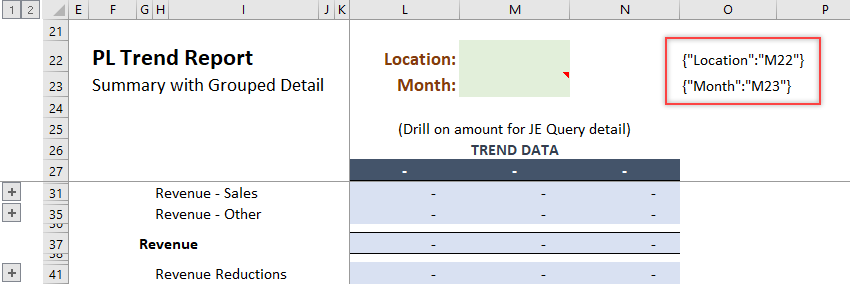 1 2 E F G H I J K L M N O P
21
22 PL Trend Report Location: {"Location":"M22"}
23 Summary with Grouped Detail Month: {"Month":"M23"}
24
25 (Drill on amount for JE Query detail)
26 TREND DATA
27 - - -
+ 31 Revenue - Sales - - -
+ 35 Revenue - Other - - -
36
37 Revenue - - -
38
+ 41 Revenue Reductions - - -